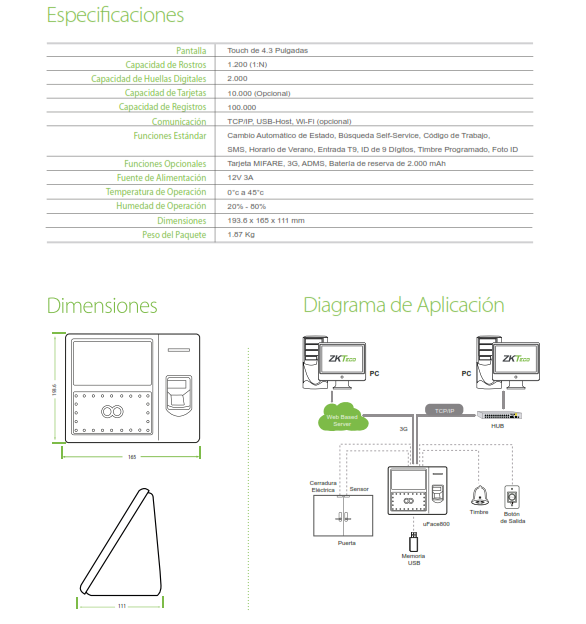 Especificaciones
Pantalla Touch de 4.3 Pulgadas
Capacidad de Rostros 1.200 (1:N)
Capacidad de Huellas Digitales 2.000
Capacidad de Tarjetas 10.000 (Opcional)
Capacidad de Registros 100.000
Comunicación TCP/IP, USB-Host, Wi-Fi (opcional)
Funciones Estándar Cambio Automático de Estado, Búsqueda Self-Service, Código de Trabajo,
SMS, Horario de Verano, Entrada T9, ID de 9 Dígitos, Timbre Programado, Foto ID
Funciones Opcionales Tarjeta MIFARE, 3G, ADMS, Batería de reserva de 2.000 mAh
Fuente de Alimentación 12V 3A
Temperatura de Operación 0°c a 45°c
Humedad de Operación 20% - 80%
Dimensiones 193.6 x 165 x 111 mm
Peso del Paquete 1.87 Kg
Dimensiones
193.6
165
111
Diagrama de Aplicación
ZKTeco
PC
PC
ZKTeco
Web Based
Server
3G
TCP/IP
HUB
Cerradura
Eléctrica
Sensor
Puerta
uFace800
Memoria
USB
Timbre
Botón
de Salida